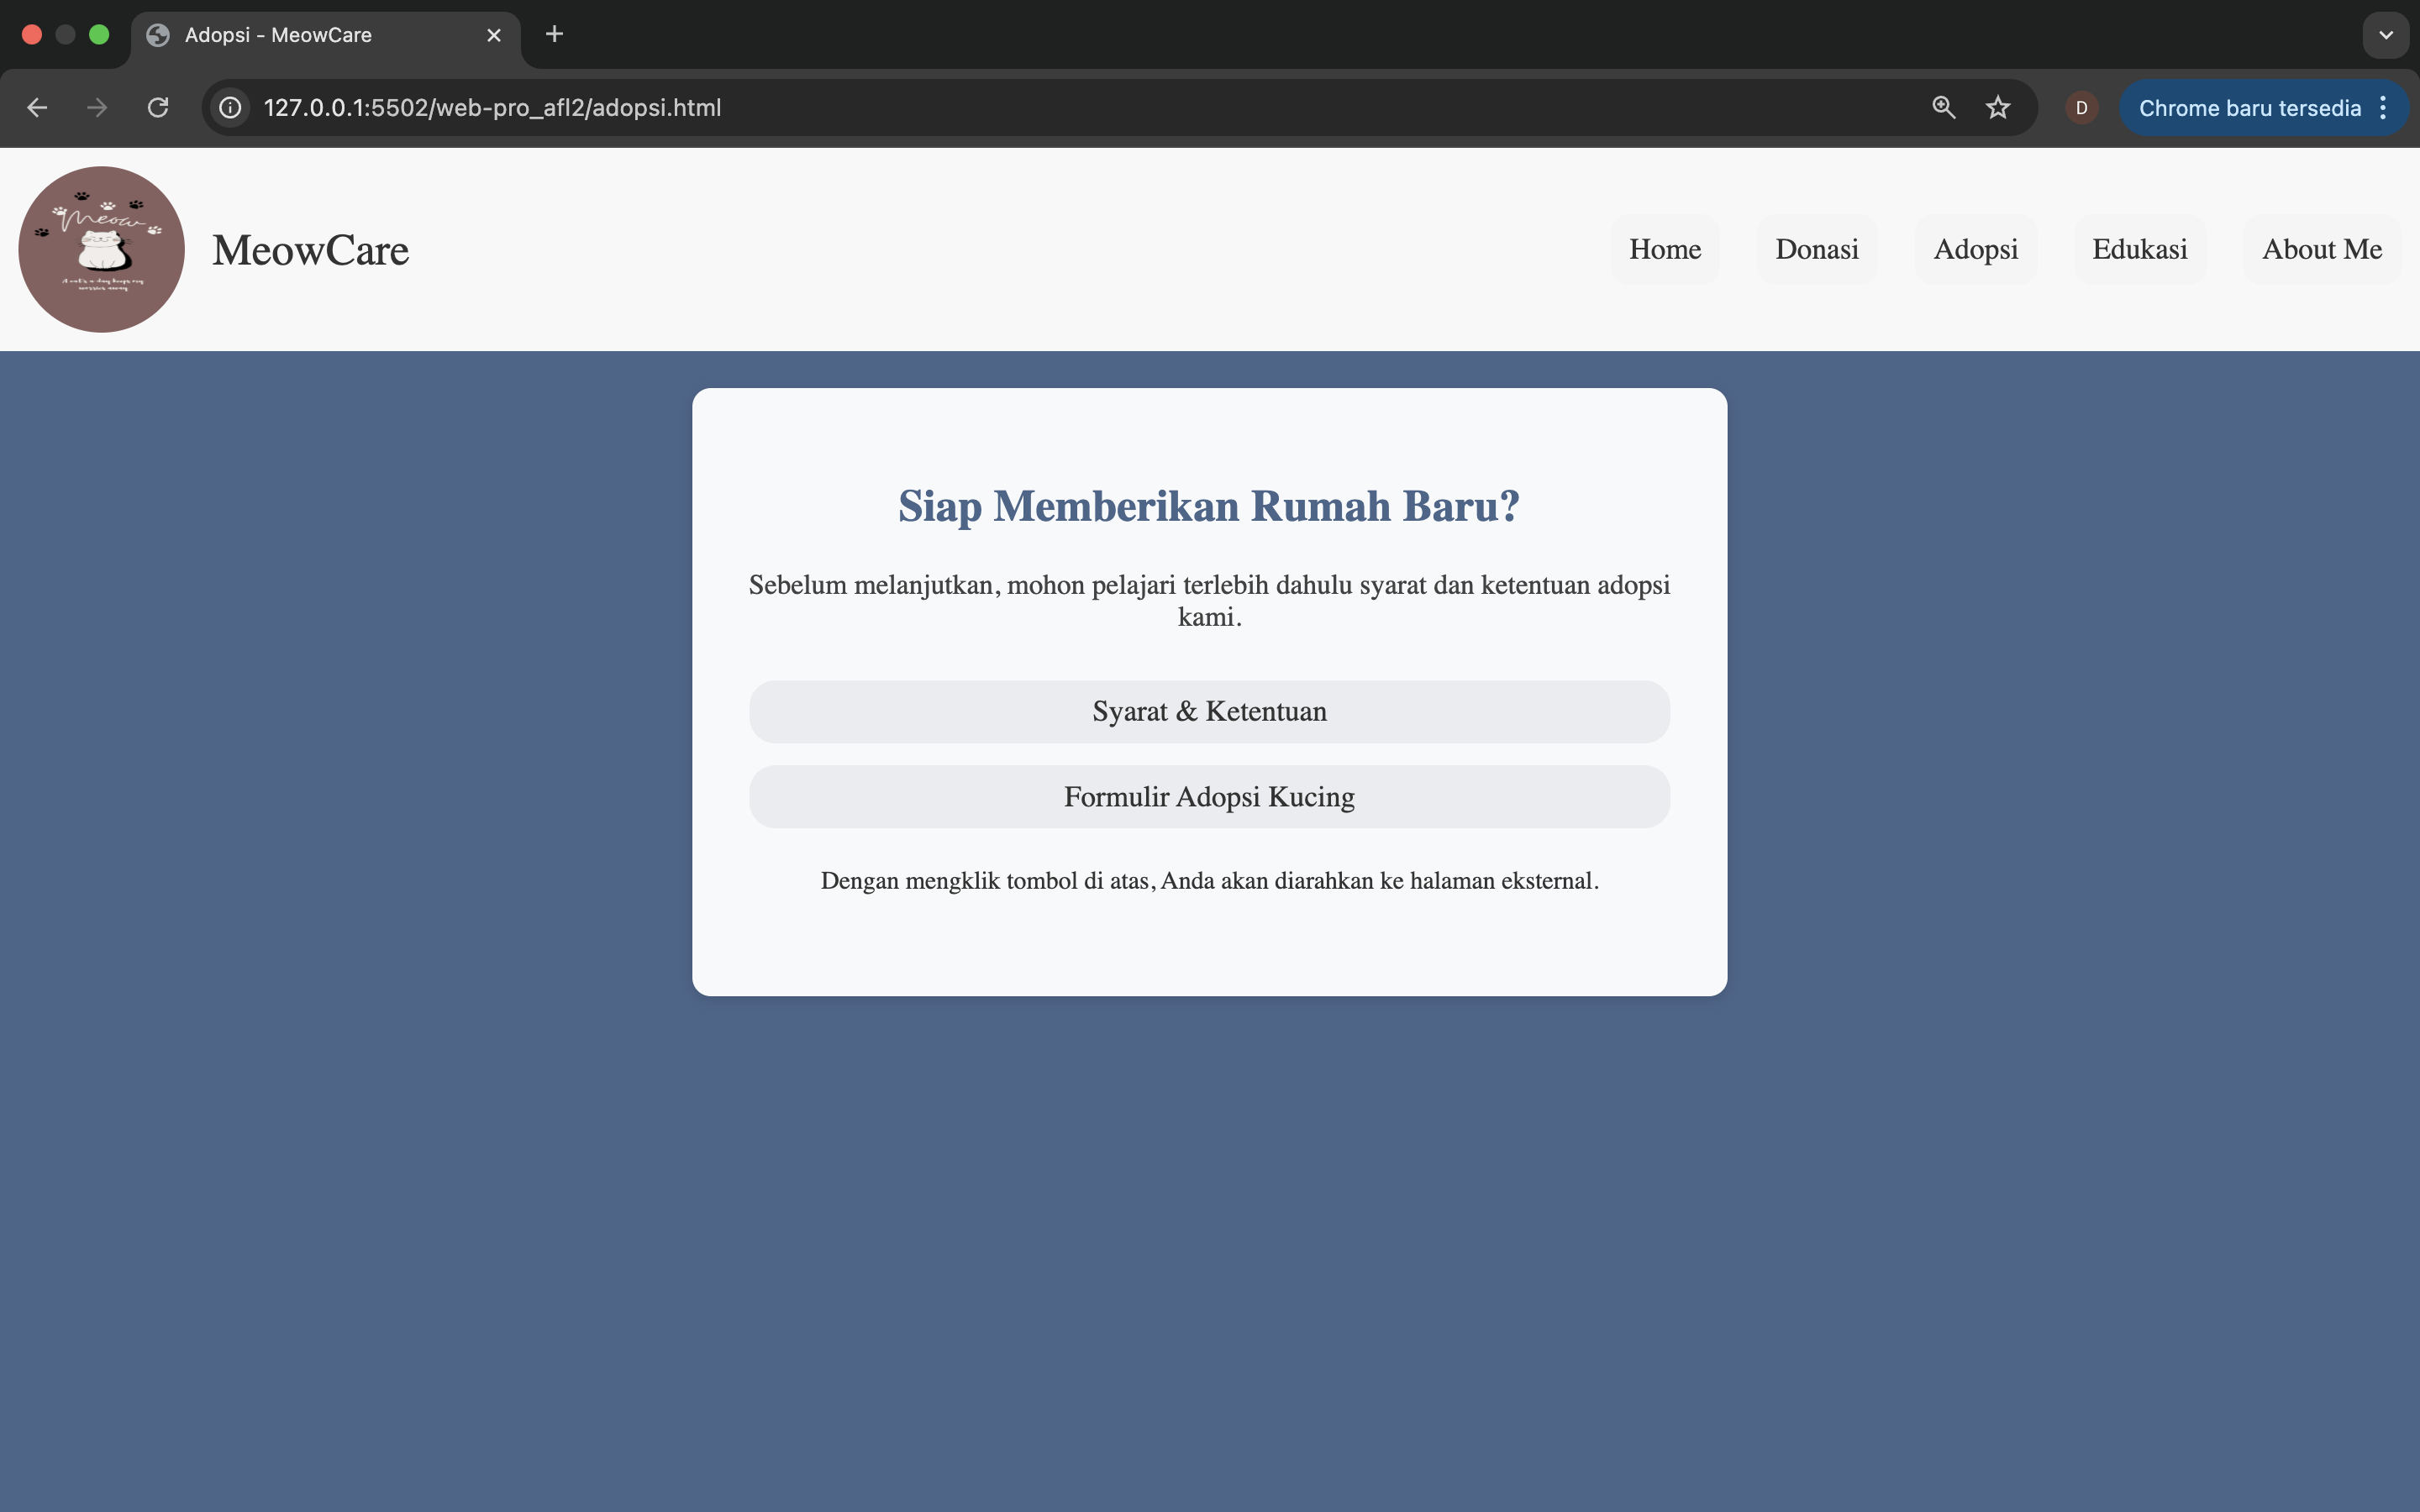 Adopsi - MeowCare
127.0.0.1:5502/web-pro_afl2/adopsi.html
D
Chrome baru tersedia
Meow
MeowCare
Home
Donasi
Adopsi
Edukasi
About Me
Siap Memberikan Rumah Baru?
Sebelum melanjutkan, mohon pelajari terlebih dahulu syarat dan ketentuan adopsi
kami.
Syarat & Ketentuan
Formulir Adopsi Kucing
Dengan mengklik tombol di atas, Anda akan diarahkan ke halaman eksternal.